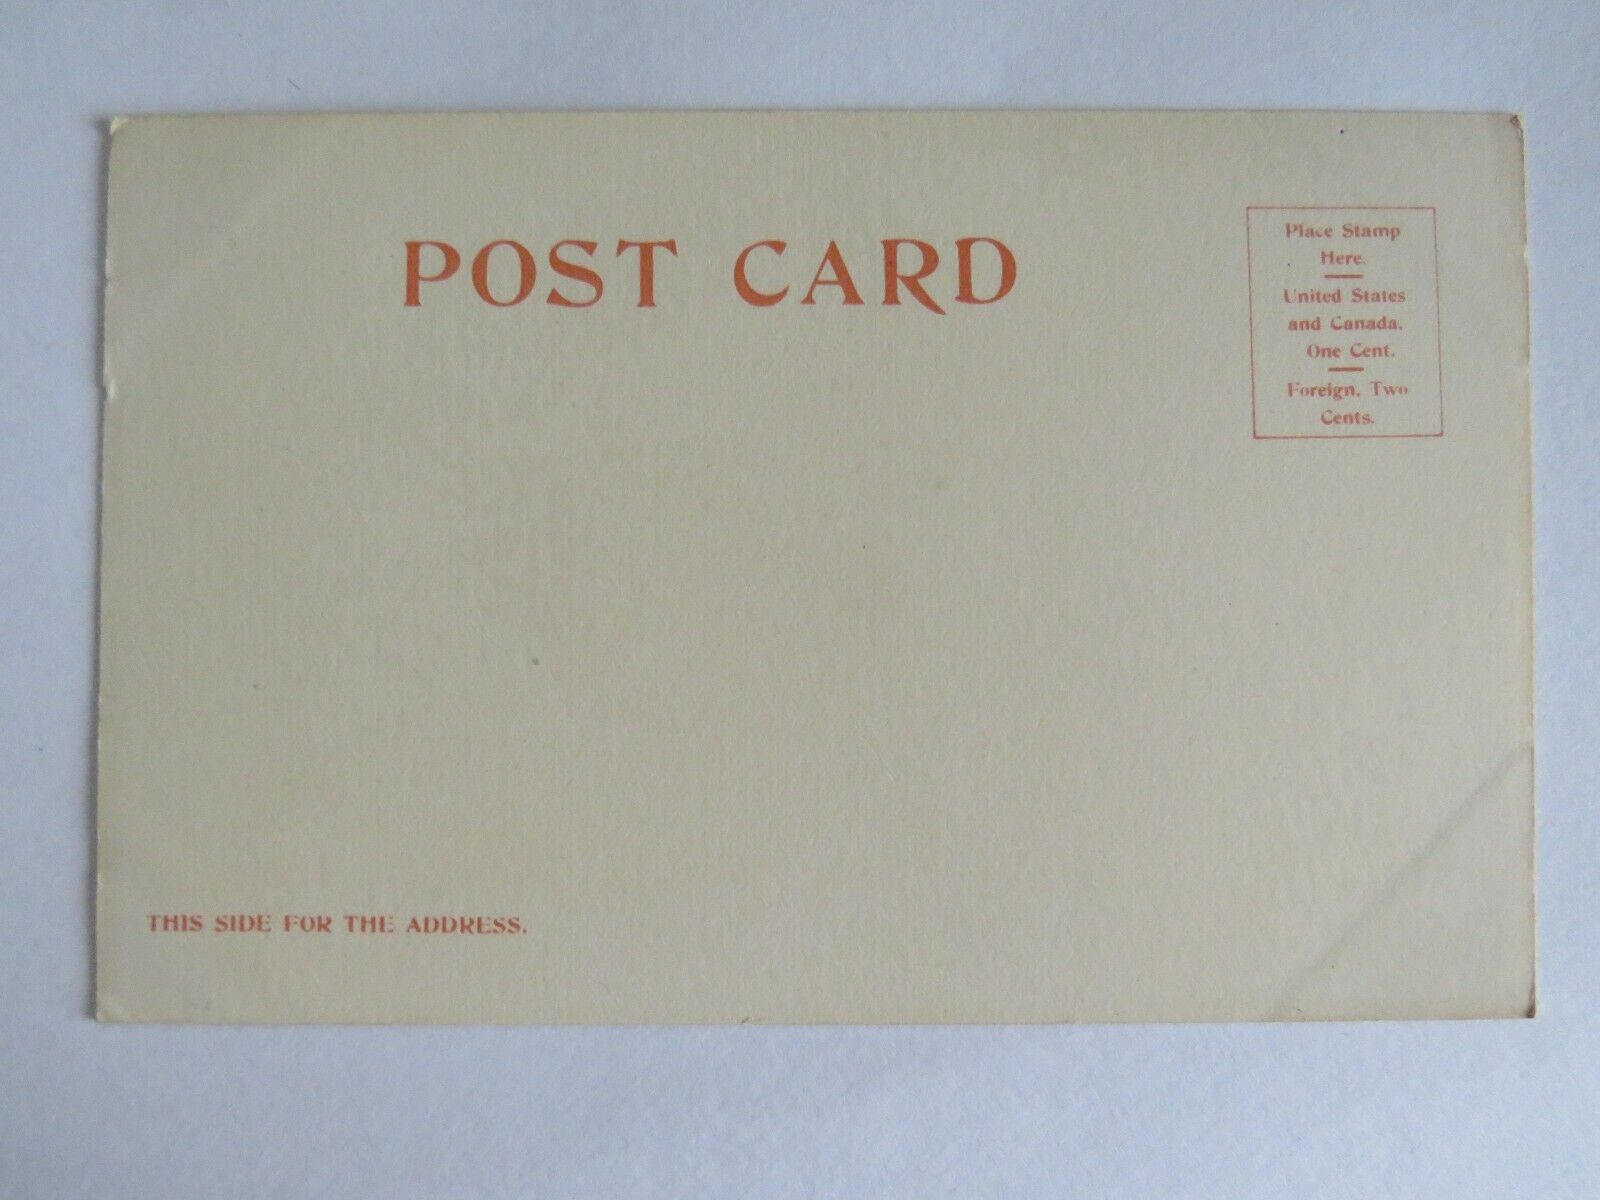 POST CARD
Place Stamp
Here.
United States
and Canada.
One Cent.
Foreign, Two
Cents.
THIS SIDE FOR THE ADDRESS.